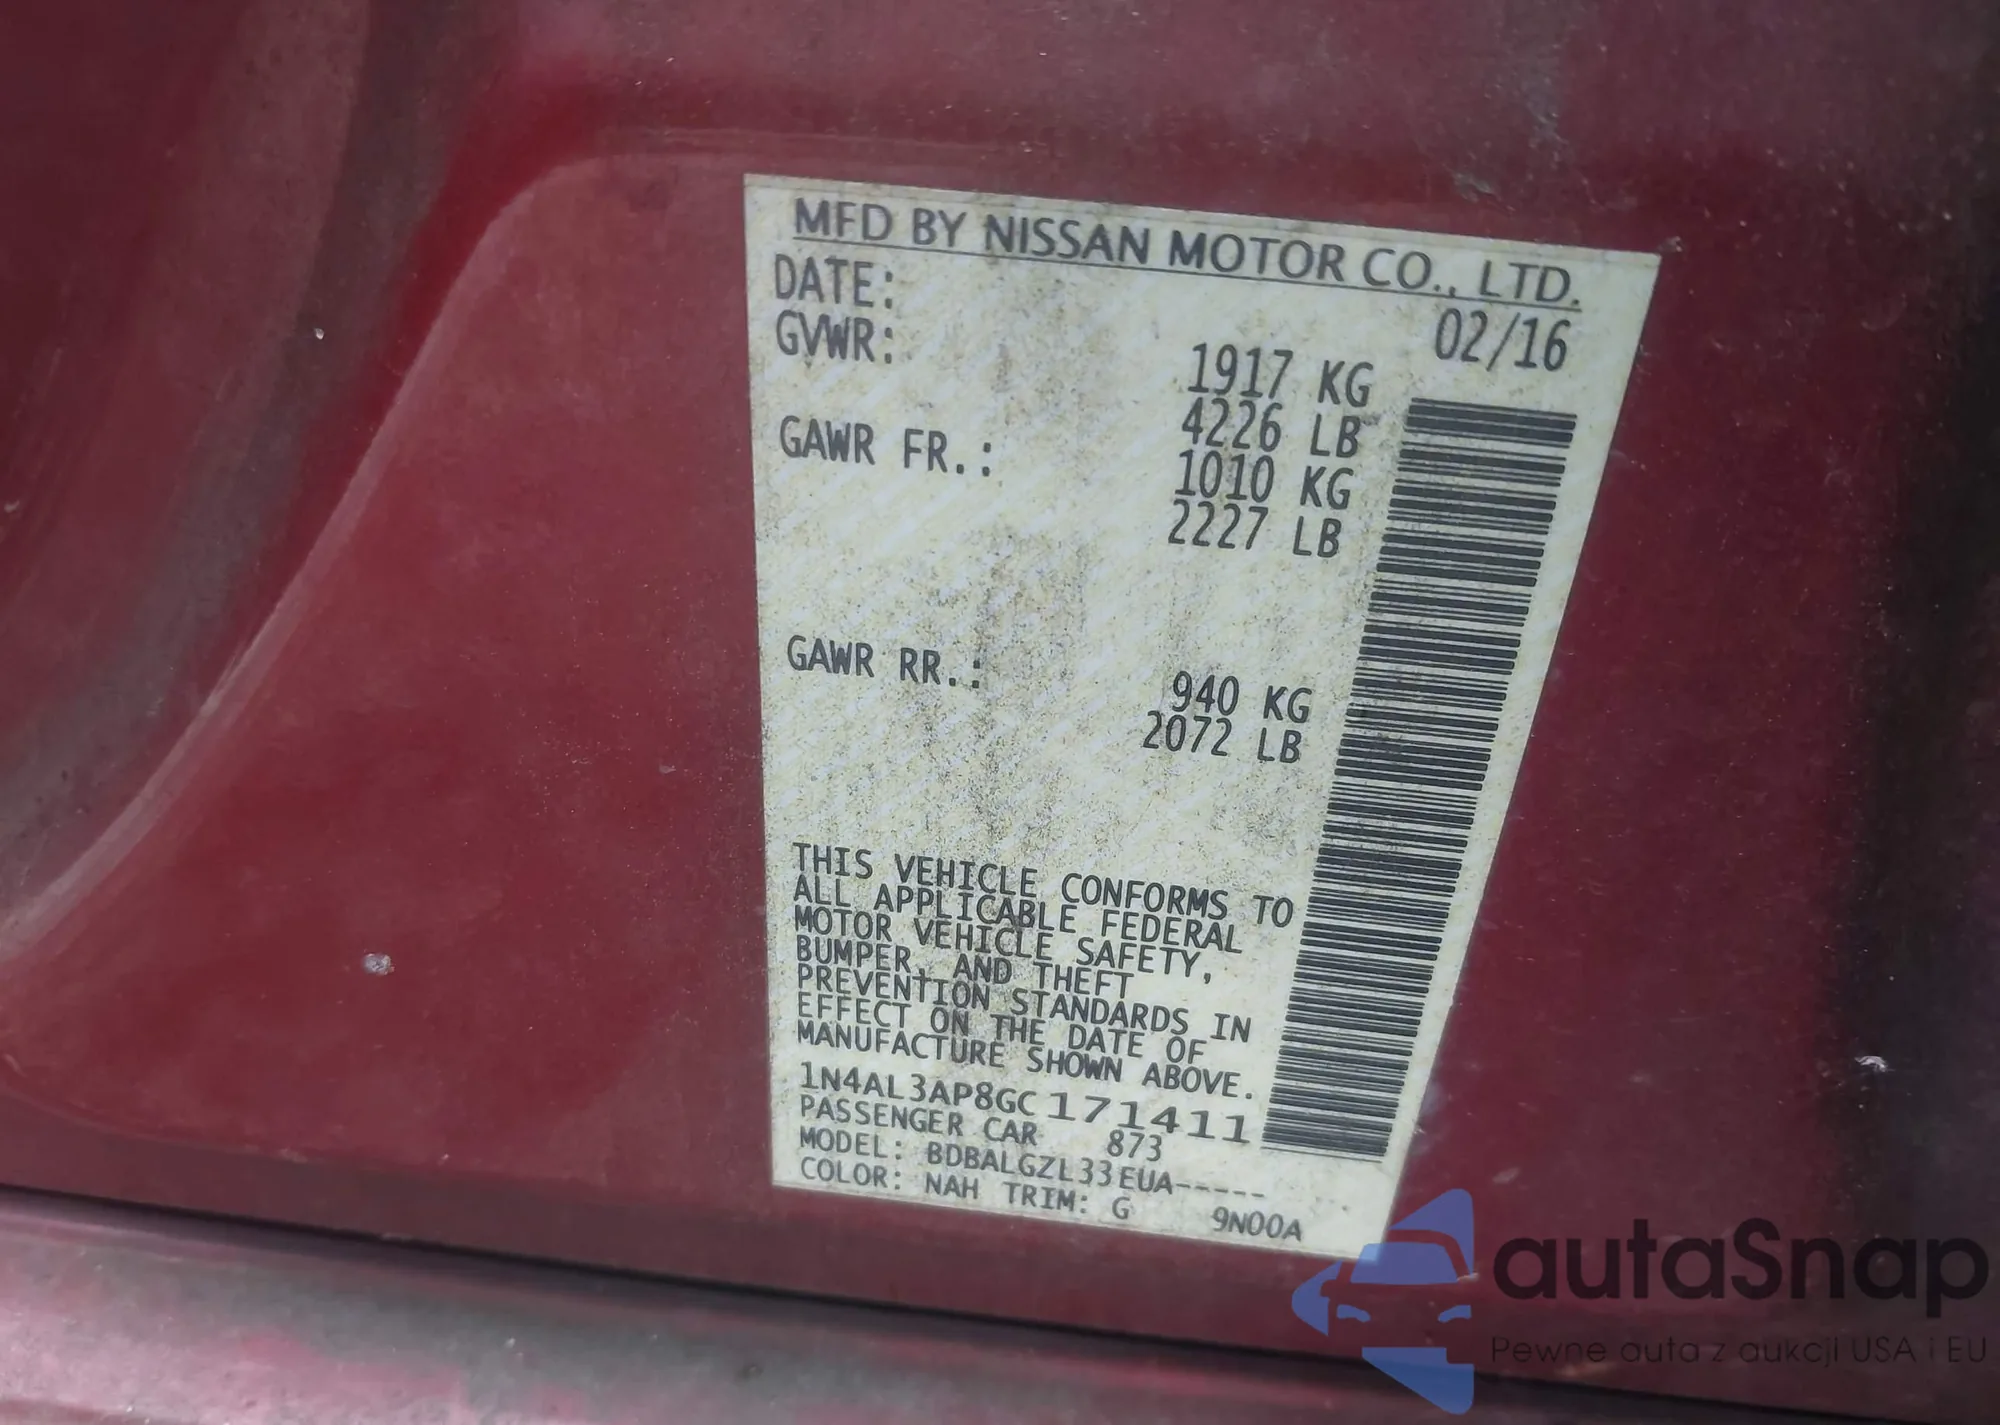 MFD BY NISSAN MOTOR CO., LTD.
DATE: 02/16
GVWR: 1917 KG
4226 LB
GAWR FR.: 1010 KG
2227 LB
GAWR RR.: 940 KG
2072 LB
THIS VEHICLE CONFORMS TO
ALL APPLICABLE FEDERAL
MOTOR VEHICLE SAFETY,
BUMPER, AND THEFT
PREVENTION STANDARDS IN
EFFECT ON THE DATE OF
MANUFACTURE SHOWN ABOVE.
1N4AL3AP8GC171411
PASSENGER CAR 873
MODEL: BDBALGZL33EUA-----
COLOR: NAH TRIM: G 9N00A
autaSnap
Pewne auta z aukcji USA i EU